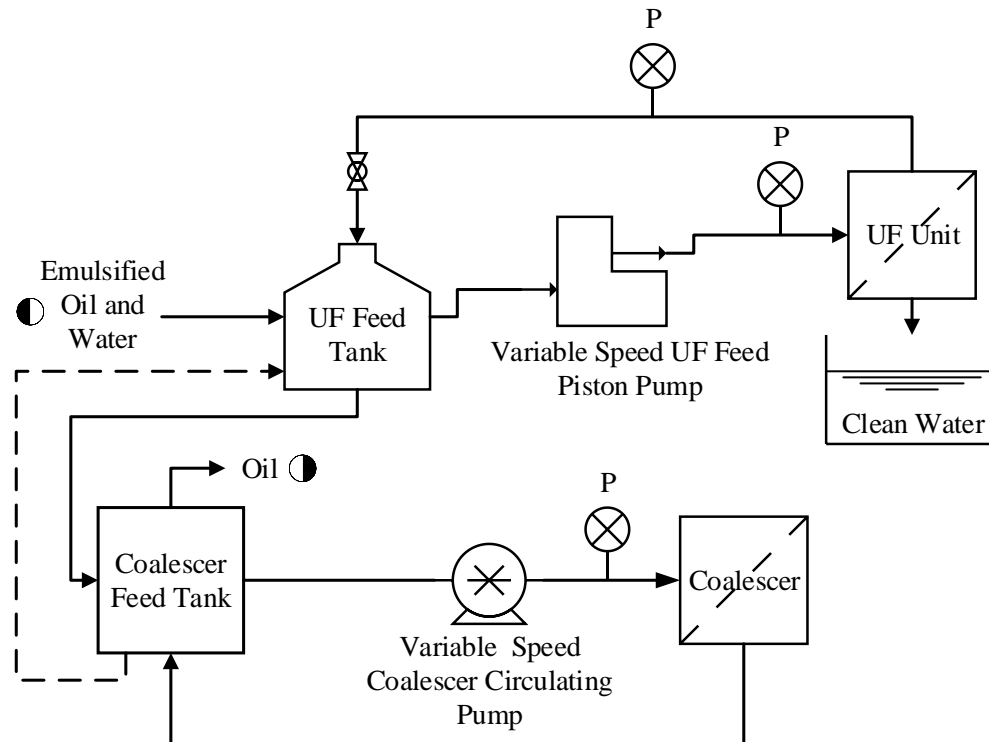 P
P
UF Unit
Emulsified
Oil and
Water
UF Feed
Tank
Variable Speed UF Feed
Piston Pump
Clean Water
Oil
P
Coalescer
Feed Tank
Coalescer
Variable Speed
Coalescer Circulating
Pump